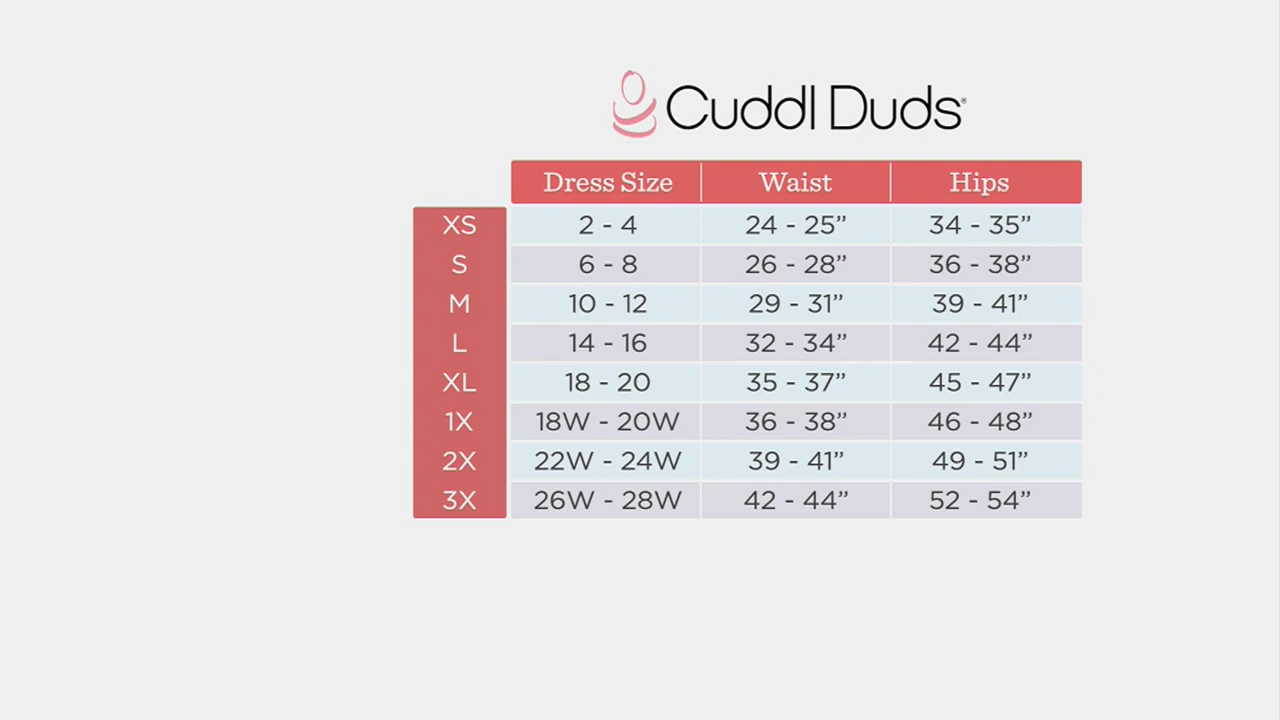 Cuddl Duds®
Dress Size Waist Hips
XS 2 - 4 24 - 25” 34 - 35”
S 6 - 8 26 - 28” 36 - 38”
M 10 - 12 29 - 31” 39 - 41”
L 14 - 16 32 - 34” 42 - 44”
XL 18 - 20 35 - 37” 45 - 47”
1X 18W - 20W 36 - 38” 46 - 48”
2X 22W - 24W 39 - 41” 49 - 51”
3X 26W - 28W 42 - 44” 52 - 54”